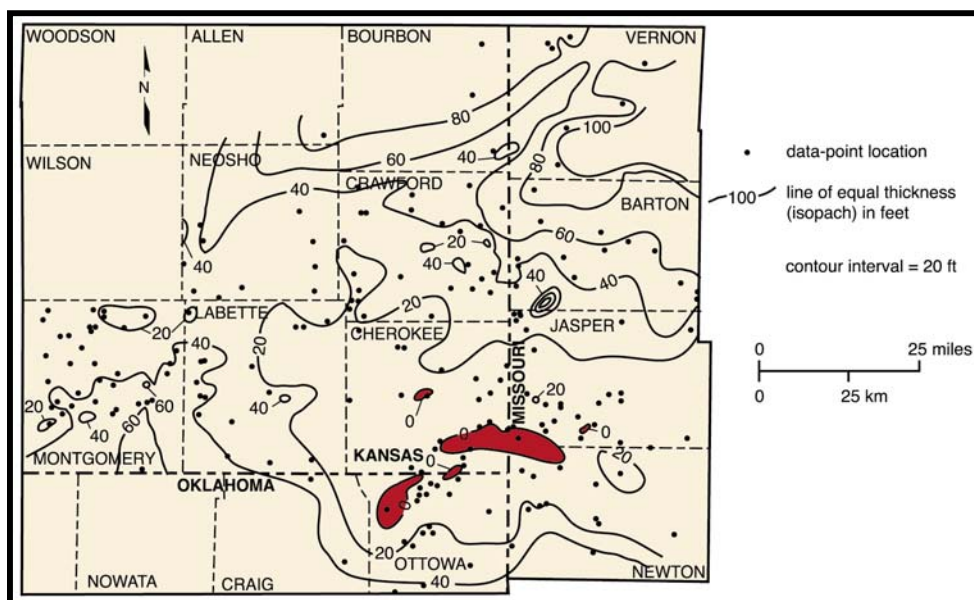 WOODSON ALLEN BOURBON VERNON
N
80
100
40
80
60
data-point location
WILSON NEOSHO
40 CRAWFORD
100 line of equal thickness
(isopach) in feet
BARTON
60
20
40
40
40
40
contour interval = 20 ft
20
LABETTE
20
CHEROKEE
JASPER
40
20
MISSOURI
0 25 miles
0 25 km
60
40
20
20
0
40
60
0
0
MONTGOMERY
KANSAS
0
20
OKLAHOMA
0
20
OTTOWA
NOWATA CRAIG
40
NEWTON